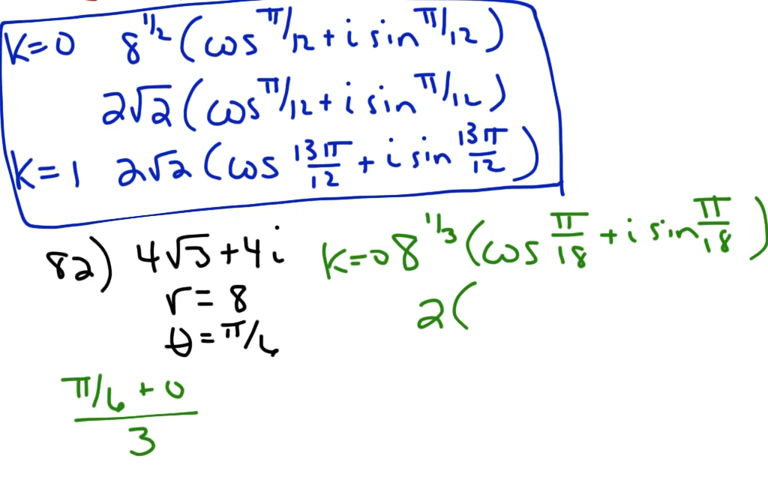 K=0 8^{1/2} (cos π/12 + i sin π/12)
2√2 (cos π/12 + i sin π/12)
K=1 2√2 (cos 13π/12 + i sin 13π/12)
82) 4√3+4i K=0 8^{1/3} (cos π/18 + i sin π/18)
r=8 2(
θ=π/6
π/6 + 0
3